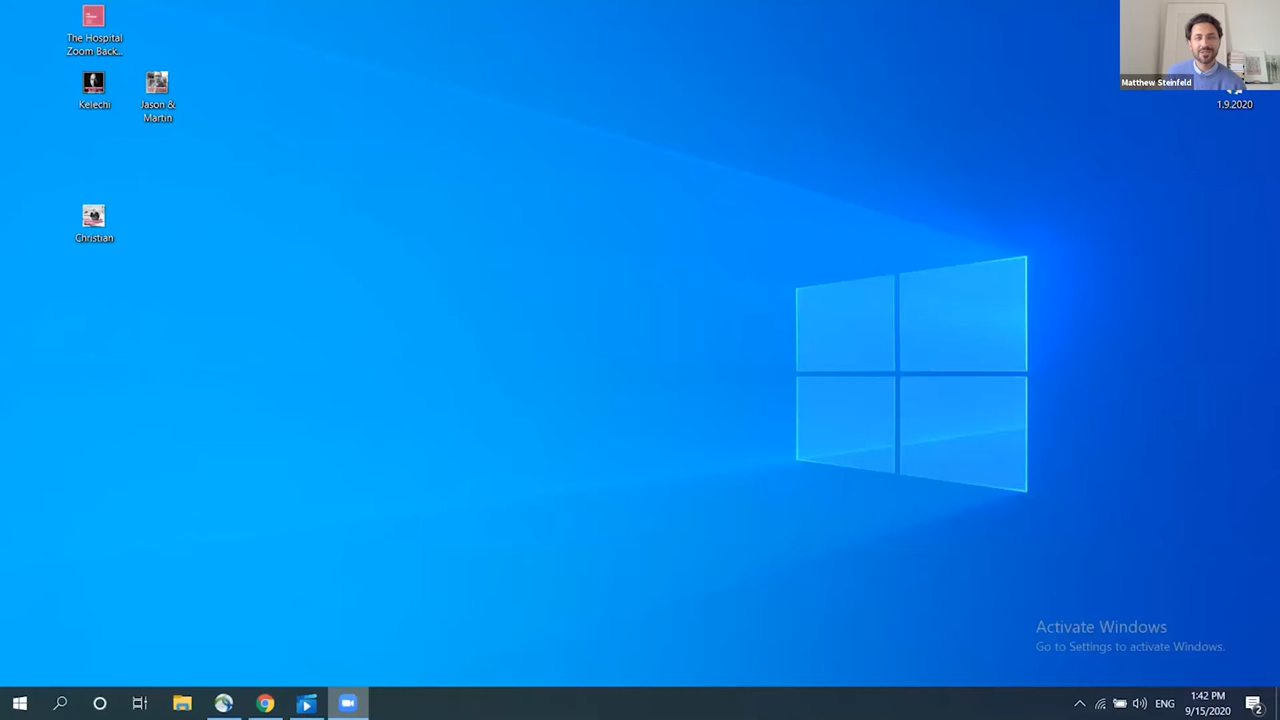 The Hospital
Zoom Back...
Kelechi
Jason &
Martin
Christian
Matthew Steinfeld
1.9.2020
Activate Windows
Go to Settings to activate Windows.
ENG
1:42 PM
9/15/2020
2